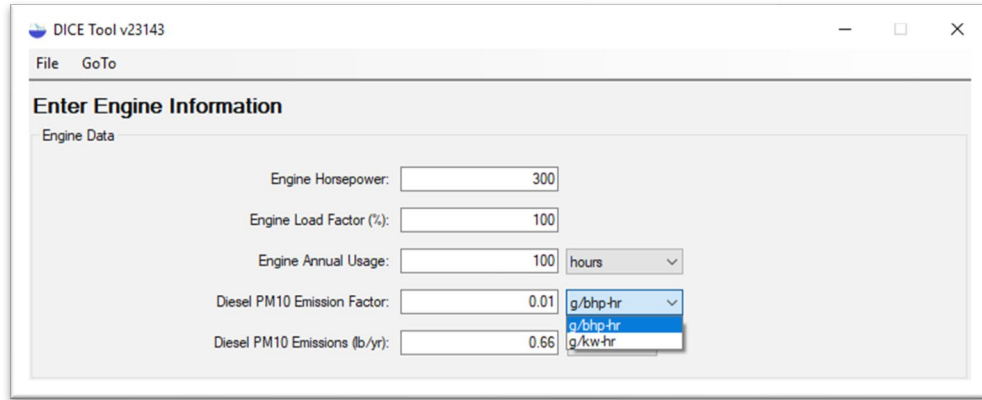 DICE Tool v23143
File GoTo
Enter Engine Information
Engine Data
Engine Horsepower: 300
Engine Load Factor (%): 100
Engine Annual Usage: 100 hours
Diesel PM10 Emission Factor: 0.01 g/bhp-hr
g/bhp-hr
Diesel PM10 Emissions (lb/yr): 0.66 g/kw-hr